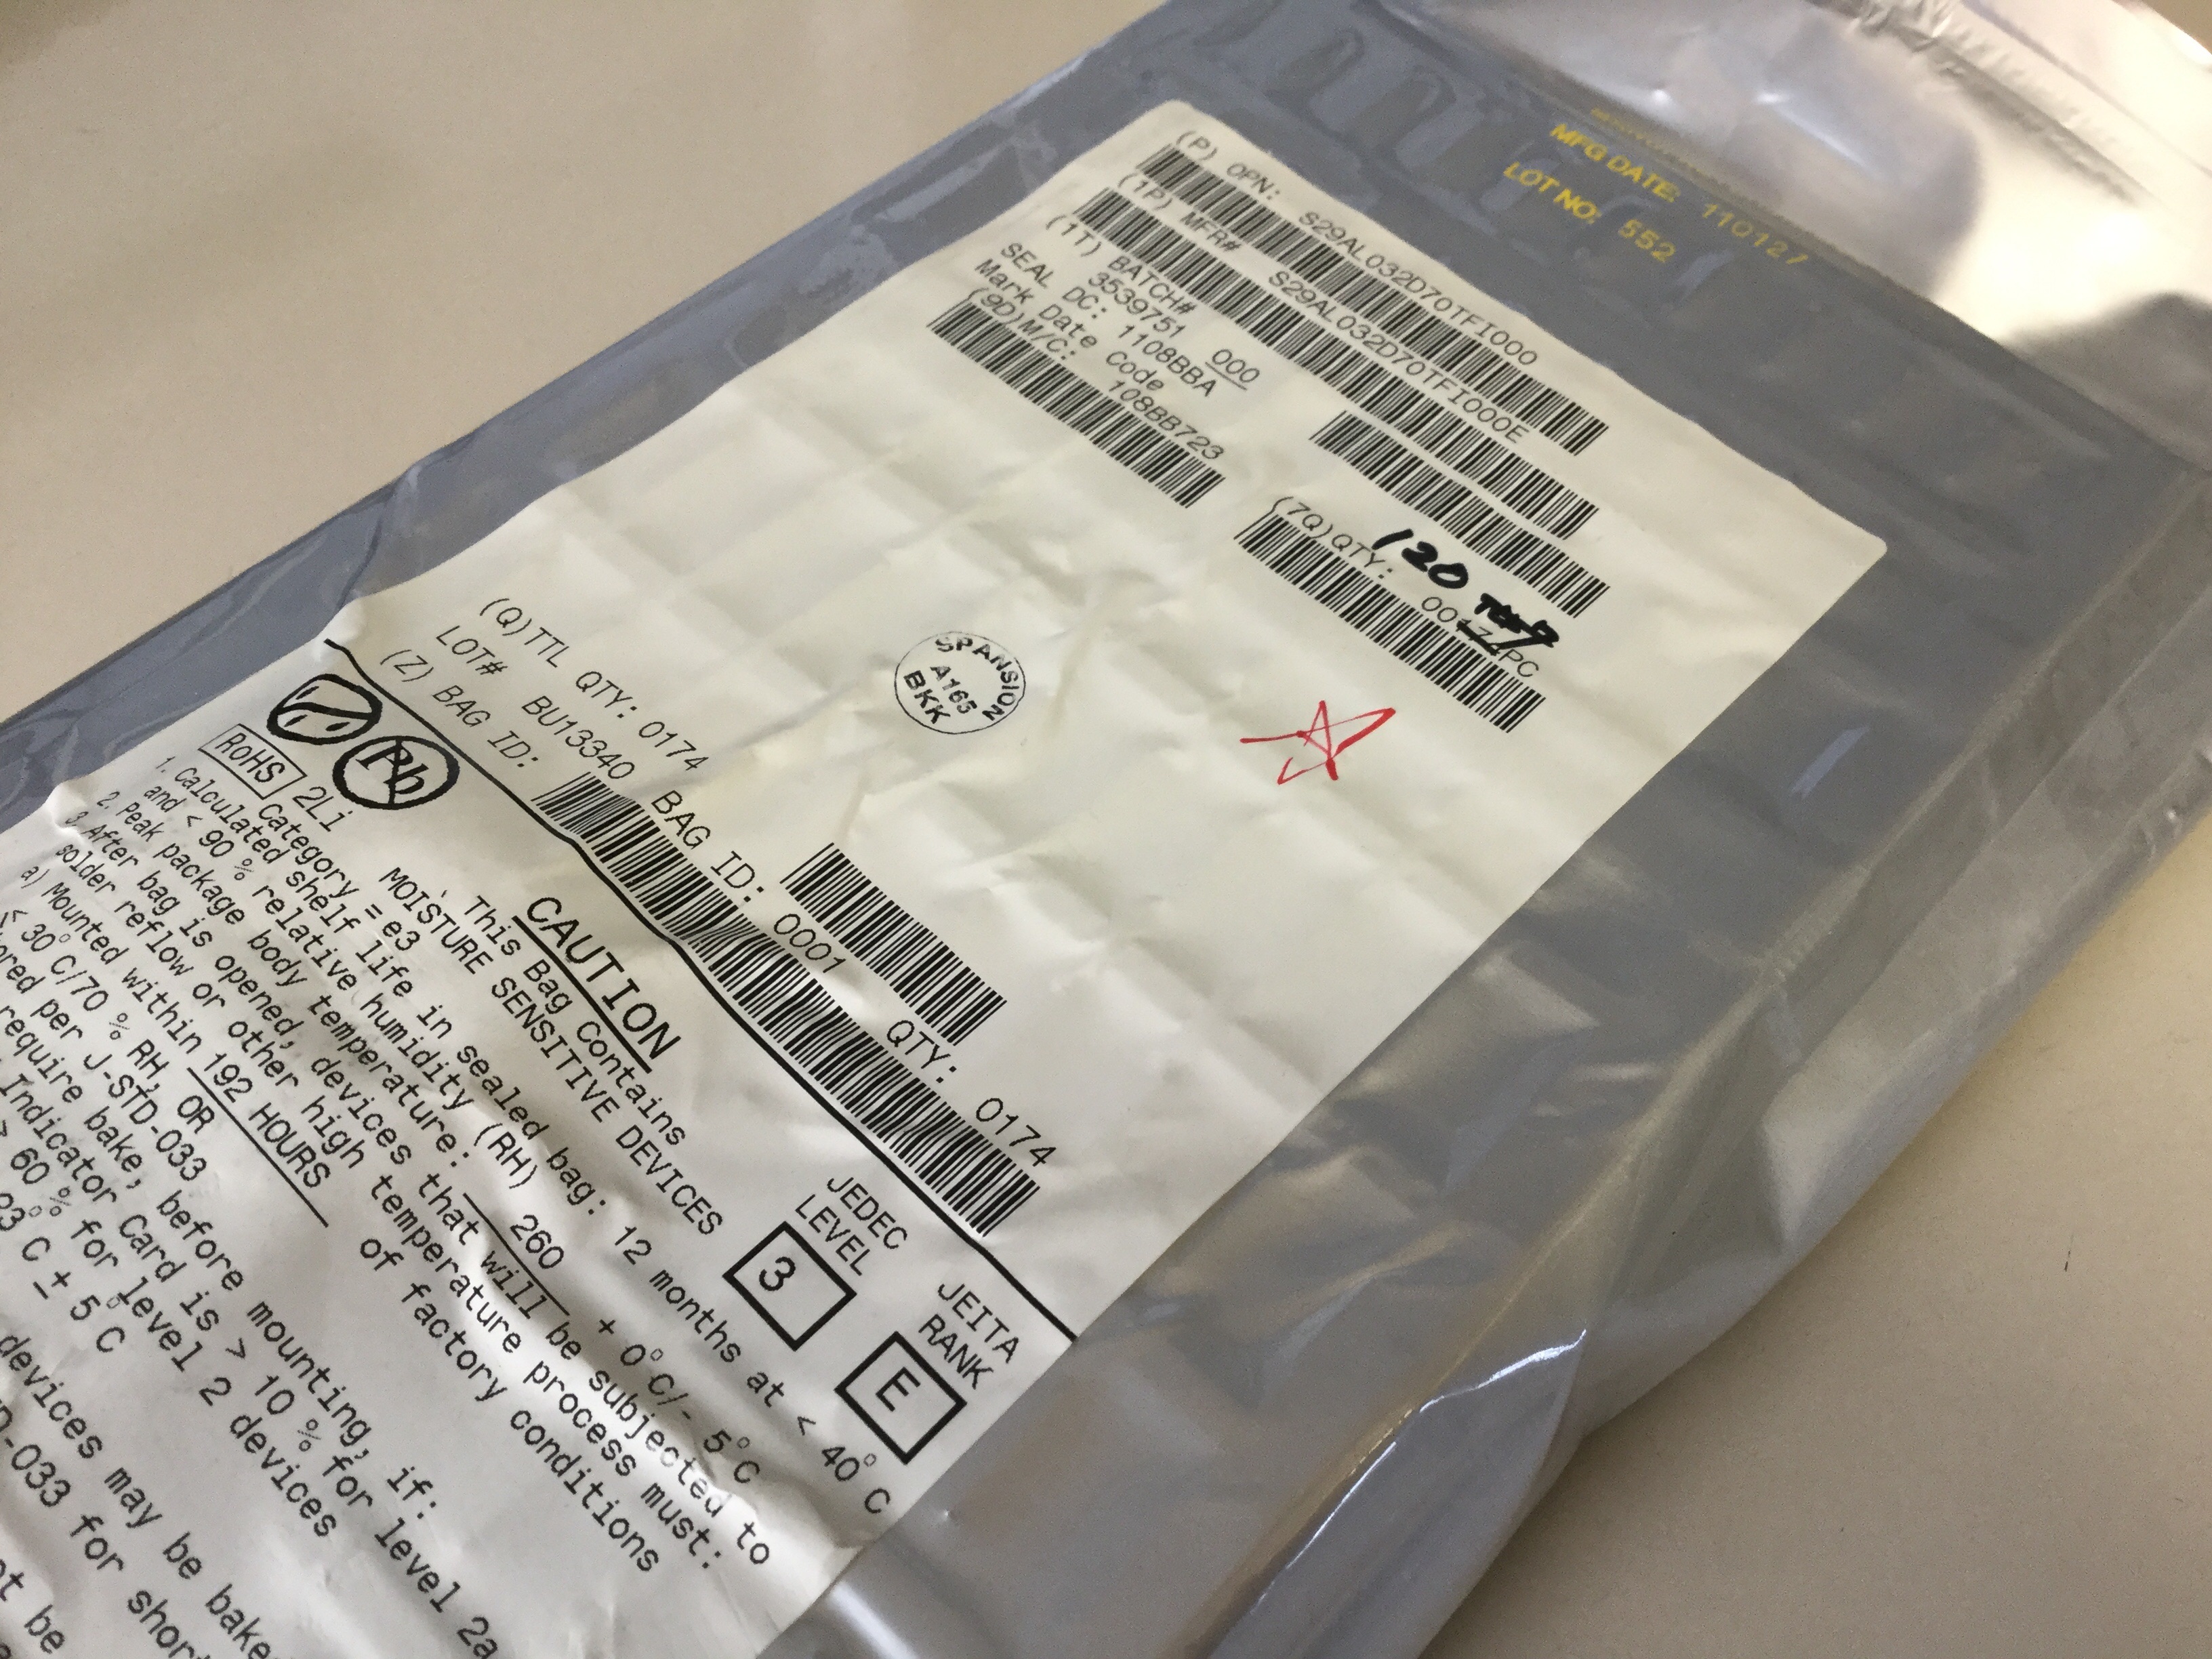 MFG DATE: 110127
LOT NO: 552
(P) OPN: S29AL032D70TFI000
(1P) MFR# S29AL032D70TFI000E
(1T) BATCH#
3539751 000
SEAL DC: 1108BBA
Mark Date Code
(9D)M/C: 108BB723
120
(7Q)QTY: PC
SPANSION
A165
BKK
(Q)TTL QTY: 0174
LOT# BU13340 BAG ID: 0001 QTY: 0174
(Z) BAG ID:
Pb
RoHS 2Li
Category = e3
CAUTION
This Bag Contains
MOISTURE SENSITIVE DEVICES
JEDEC
LEVEL
3
JEITA
RANK
E
1. Calculated shelf life in sealed bag: 12 months at < 40°C
and < 90 % relative humidity (RH)
2. Peak package body temperature: 260 + 0°C/- 5°C
3. After bag is opened, devices that will be subjected to
solder reflow or other high temperature process must:
a) Mounted within 192 HOURS of factory conditions
< 30°C/70 % RH, OR
per J-STD-033
require bake, before mounting, if:
Indicator Card is > 10 % for level 2a
> 60 % for level 2 devices
23°C ± 5°C
devices may be bake
-033 for short
be